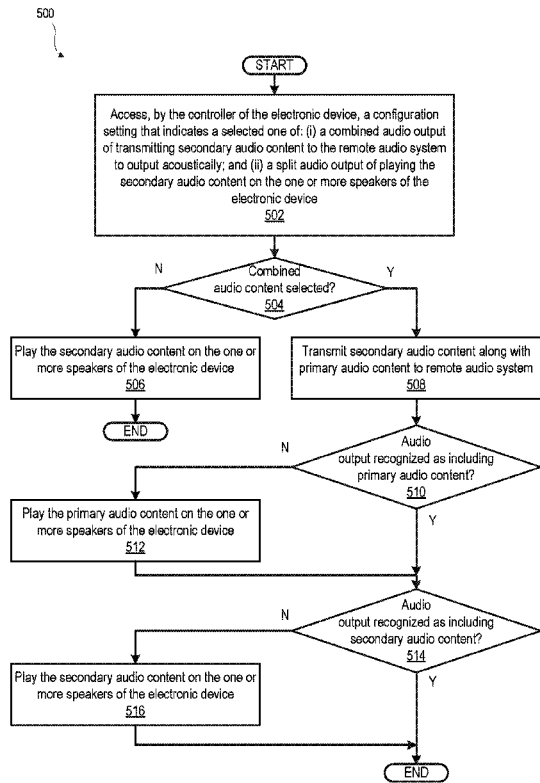 500
START
Access, by the controller of the electronic device, a configuration
setting that indicates a selected one of: (i) a combined audio output
of transmitting secondary audio content to the remote audio system
to output acoustically; and (ii) a split audio output of playing the
secondary audio content on the one or more speakers of the
electronic device
502
N
Combined
audio content selected?
504
Y
Play the secondary audio content on the one or
more speakers of the electronic device
506
END
Transmit secondary audio content along with
primary audio content to remote audio system
508
N
Audio
output recognized as including
primary audio content?
510
Y
Play the primary audio content on the one or
more speakers of the electronic device
512
N
Audio
output recognized as including
secondary audio content?
514
Y
Play the secondary audio content on the one or
more speakers of the electronic device
516
END